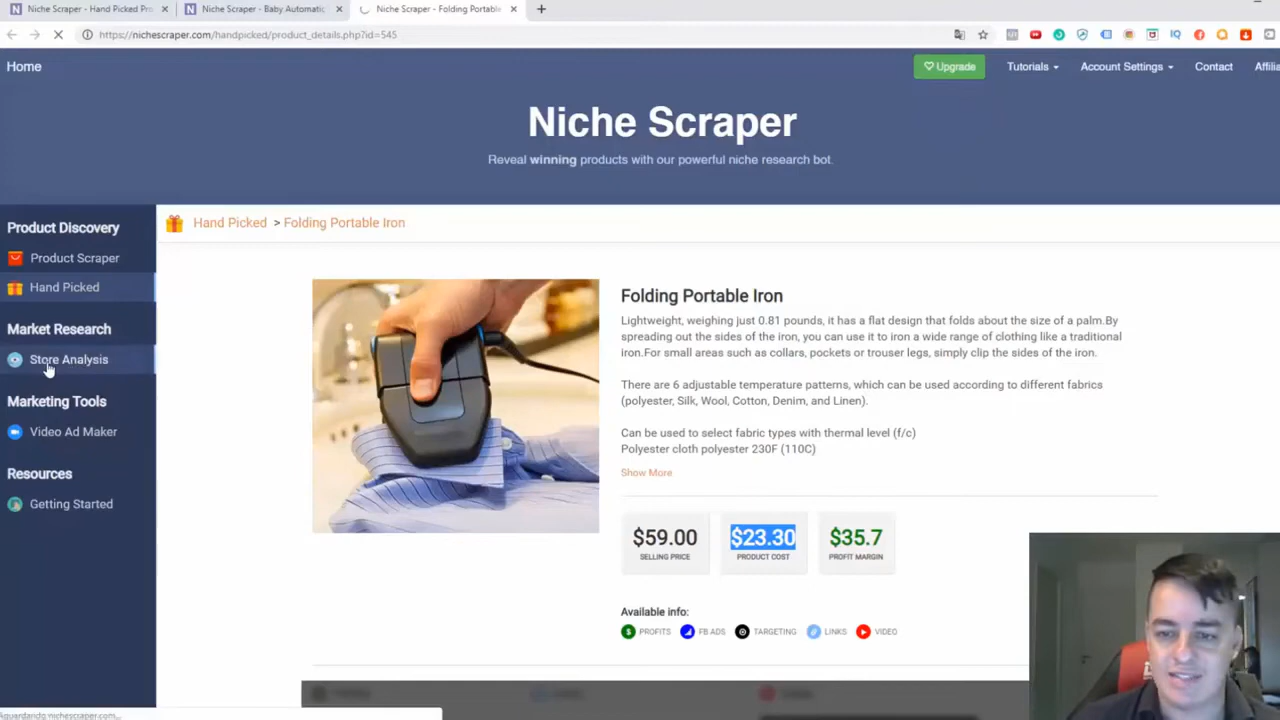 Niche Scraper - Hand Picked Pro
Niche Scraper - Baby Automatic
Niche Scraper - Folding Portable
https://nichescraper.com/handpicked/product_details.php?id=545
Home
Upgrade
Tutorials
Account Settings
Contact
Affilia
Niche Scraper
Reveal winning products with our powerful niche research bot.
Product Discovery
Product Scraper
Hand Picked
Market Research
Store Analysis
Marketing Tools
Video Ad Maker
Resources
Getting Started
Hand Picked > Folding Portable Iron
Folding Portable Iron
Lightweight, weighing just 0.81 pounds, it has a flat design that folds about the size of a palm.By
spreading out the sides of the iron, you can use it to iron a wide range of clothing like a traditional
iron.For small areas such as collars, pockets or trouser legs, simply clip the sides of the iron.
There are 6 adjustable temperature patterns, which can be used according to different fabrics
(polyester, Silk, Wool, Cotton, Denim, and Linen).
Can be used to select fabric types with thermal level (f/c)
Polyester cloth polyester 230F (110C)
Show More
$59.00
SELLING PRICE
$23.30
PRODUCT COST
$35.7
PROFIT MARGIN
Available info:
PROFITS
FB ADS
TARGETING
LINKS
VIDEO
Aguardando nichescraper.com...